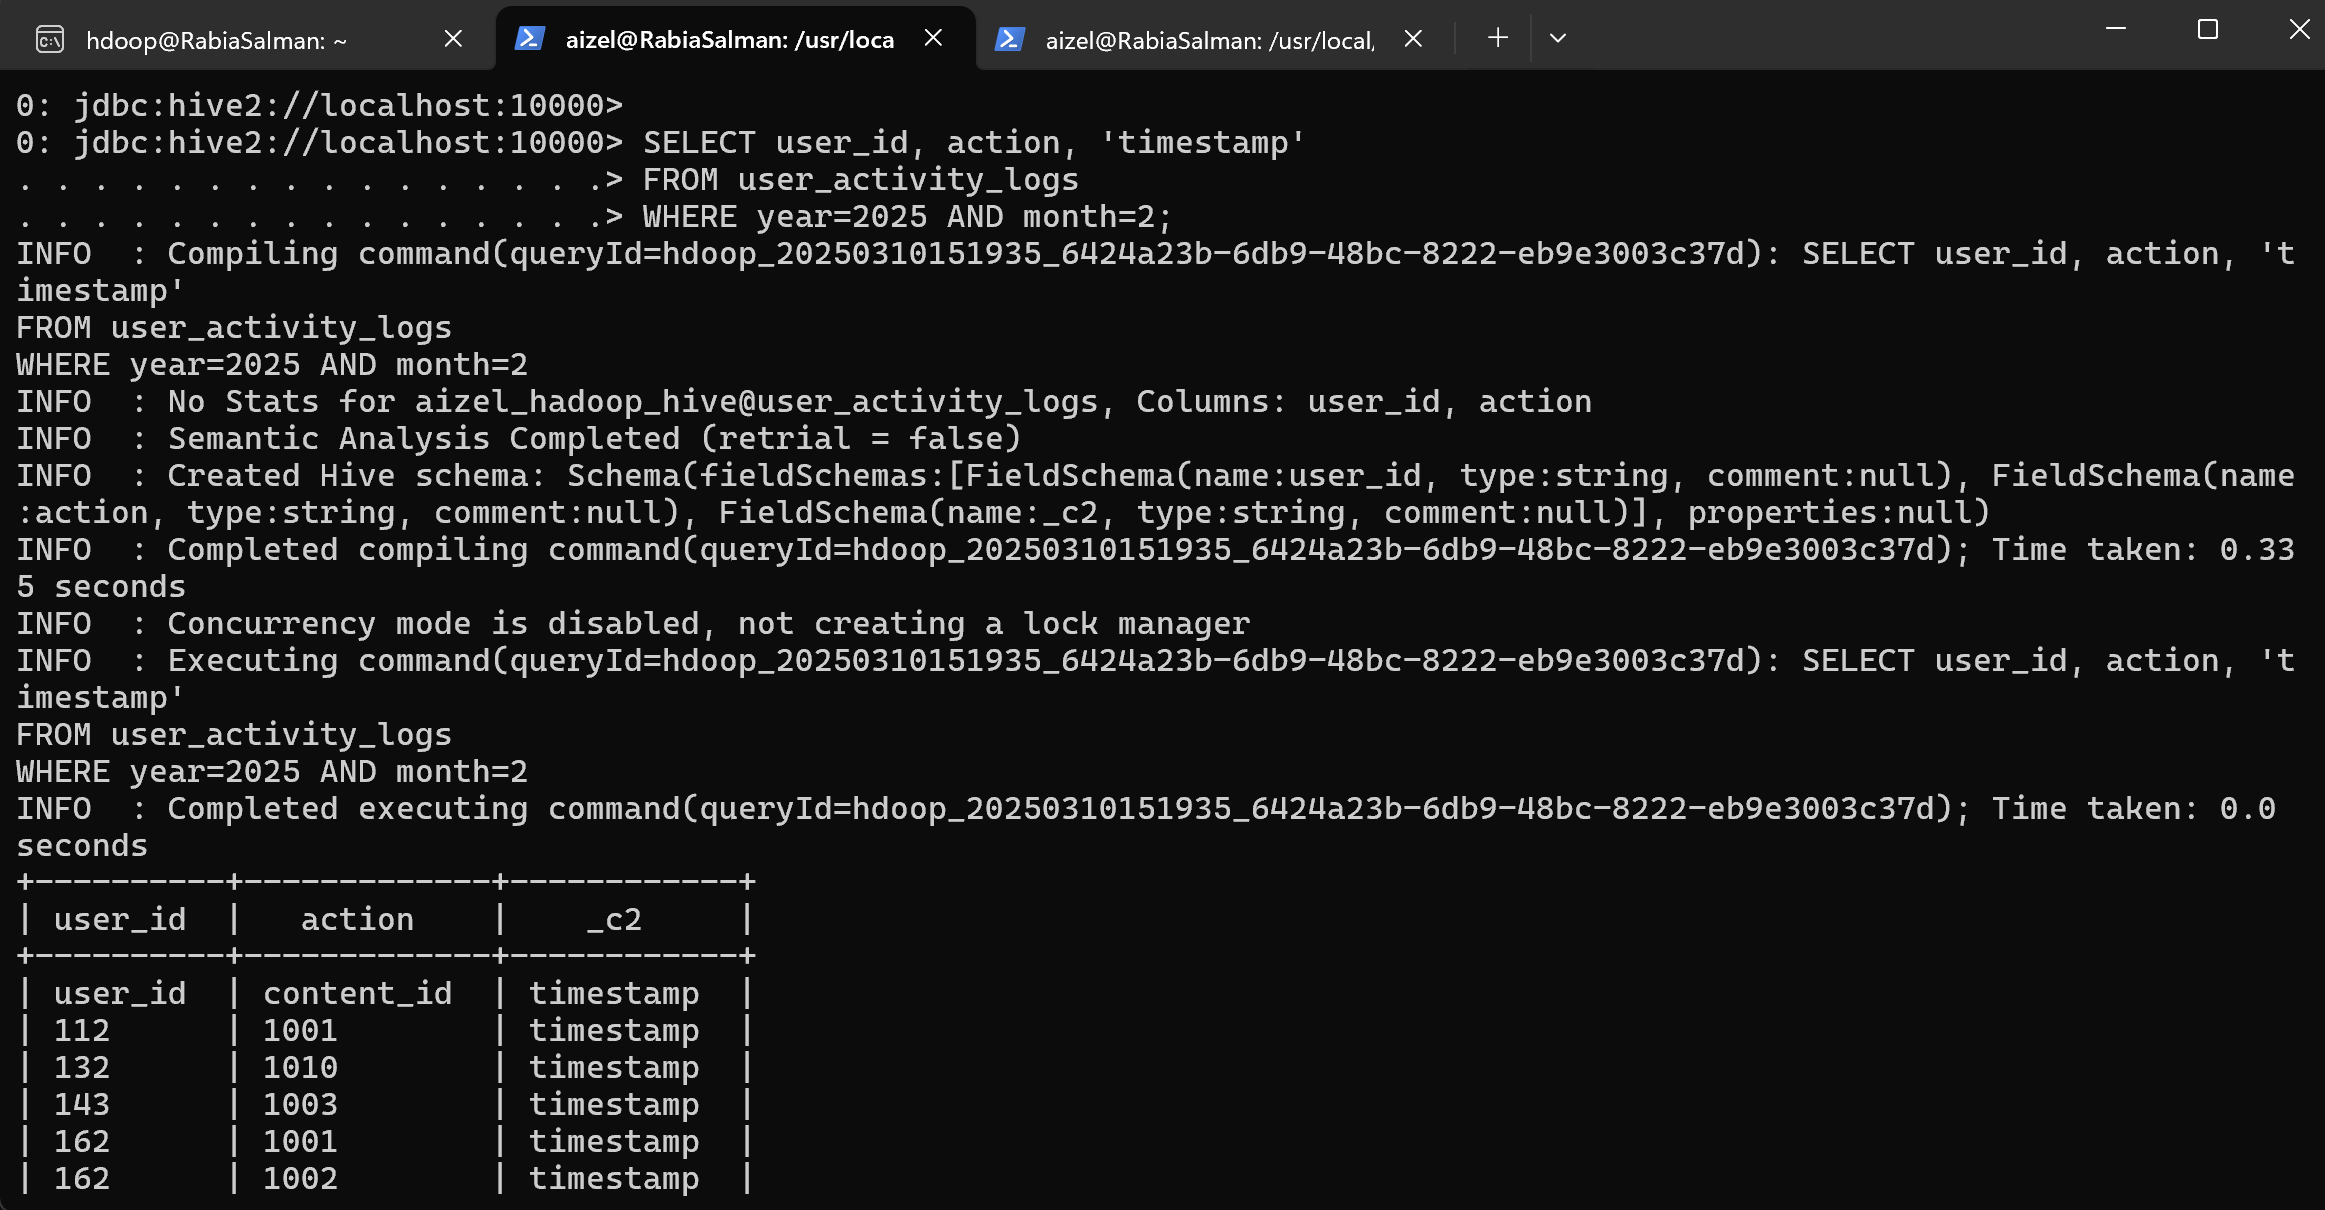 hdoop@RabiaSalman: ~
aizel@RabiaSalman: /usr/loca
aizel@RabiaSalman: /usr/local/
0: jdbc:hive2://localhost:10000>
0: jdbc:hive2://localhost:10000> SELECT user_id, action, 'timestamp'
. . . . . . . . . . . . . . . .> FROM user_activity_logs
. . . . . . . . . . . . . . . .> WHERE year=2025 AND month=2;
INFO  : Compiling command(queryId=hdoop_20250310151935_6424a23b-6db9-48bc-8222-eb9e3003c37d): SELECT user_id, action, 't
imestamp'
FROM user_activity_logs
WHERE year=2025 AND month=2
INFO  : No Stats for aizel_hadoop_hive@user_activity_logs, Columns: user_id, action
INFO  : Semantic Analysis Completed (retrial = false)
INFO  : Created Hive schema: Schema(fieldSchemas:[FieldSchema(name:user_id, type:string, comment:null), FieldSchema(name
:action, type:string, comment:null), FieldSchema(name:_c2, type:string, comment:null)], properties:null)
INFO  : Completed compiling command(queryId=hdoop_20250310151935_6424a23b-6db9-48bc-8222-eb9e3003c37d); Time taken: 0.33
5 seconds
INFO  : Concurrency mode is disabled, not creating a lock manager
INFO  : Executing command(queryId=hdoop_20250310151935_6424a23b-6db9-48bc-8222-eb9e3003c37d): SELECT user_id, action, 't
imestamp'
FROM user_activity_logs
WHERE year=2025 AND month=2
INFO  : Completed executing command(queryId=hdoop_20250310151935_6424a23b-6db9-48bc-8222-eb9e3003c37d); Time taken: 0.0
seconds
+----------+-------------+------------+
| user_id  |   action    |    _c2     |
+----------+-------------+------------+
| user_id  | content_id  | timestamp  |
| 112      | 1001        | timestamp  |
| 132      | 1010        | timestamp  |
| 143      | 1003        | timestamp  |
| 162      | 1001        | timestamp  |
| 162      | 1002        | timestamp  |